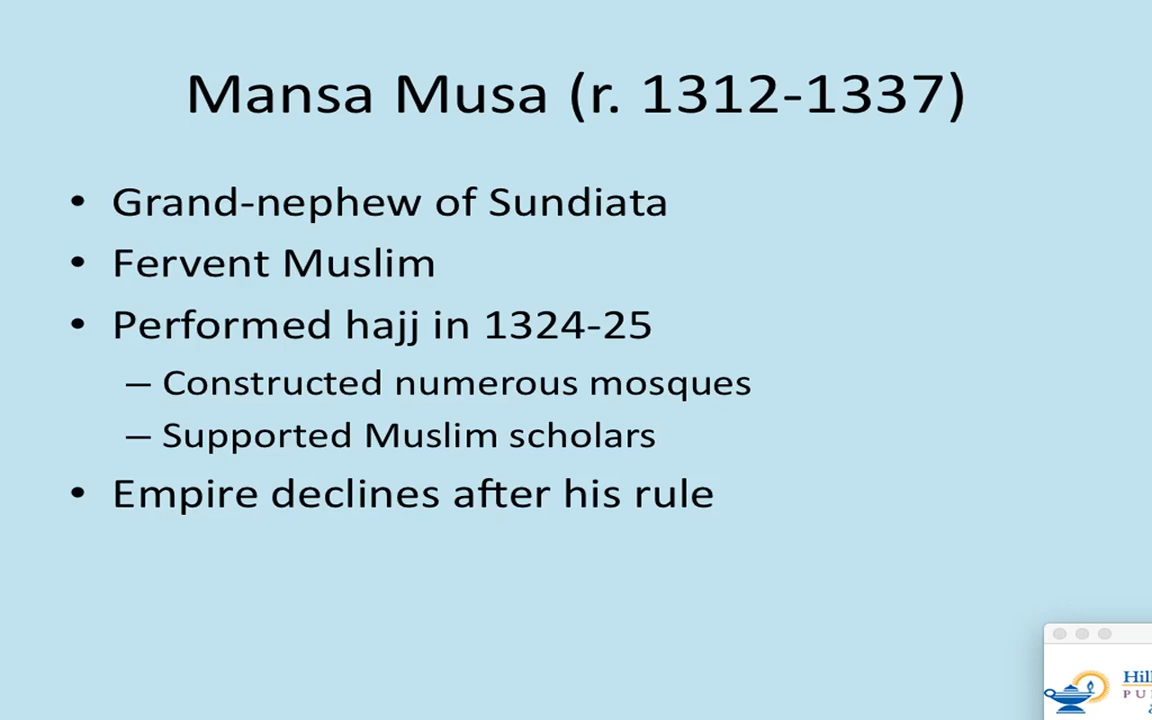 Mansa Musa (r. 1312-1337)
• Grand-nephew of Sundiata
• Fervent Muslim
• Performed hajj in 1324-25
– Constructed numerous mosques
– Supported Muslim scholars
• Empire declines after his rule